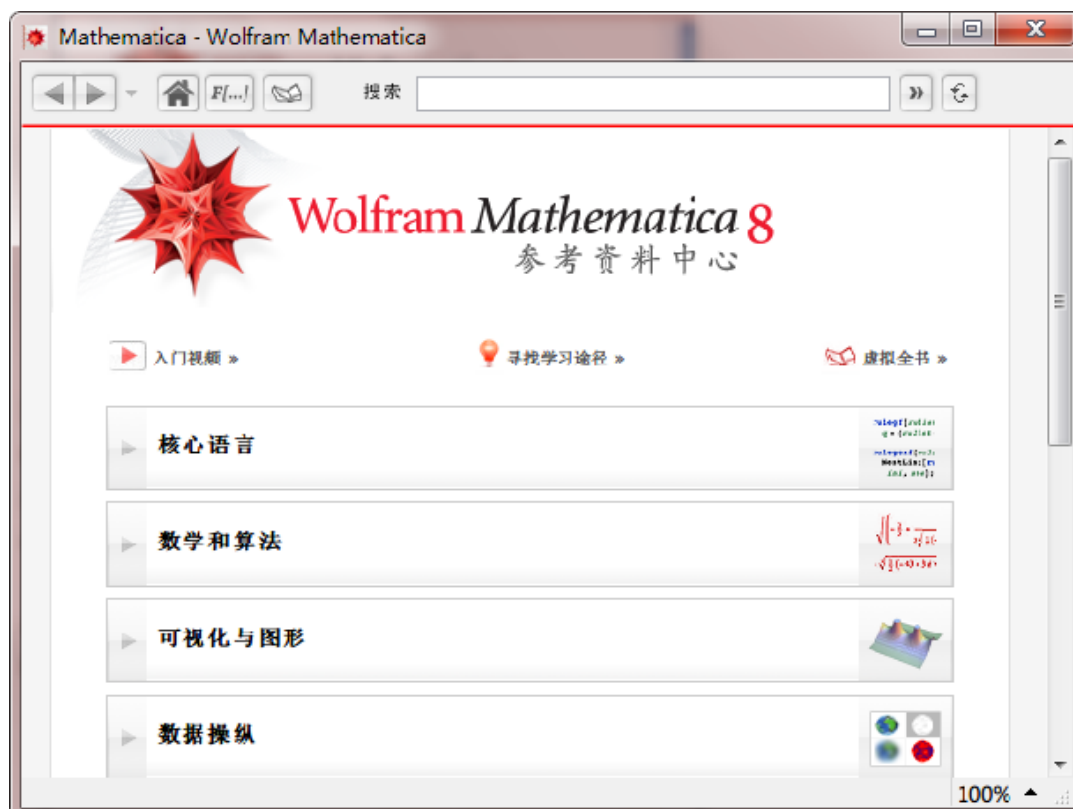 Mathematica - Wolfram Mathematica
F[...]
搜索
»
Wolfram Mathematica 8
参考资料中心
入门视频 »
寻找学习途径 »
虚拟全书 »
核心语言
数学和算法
可视化与图形
数据操纵
100%